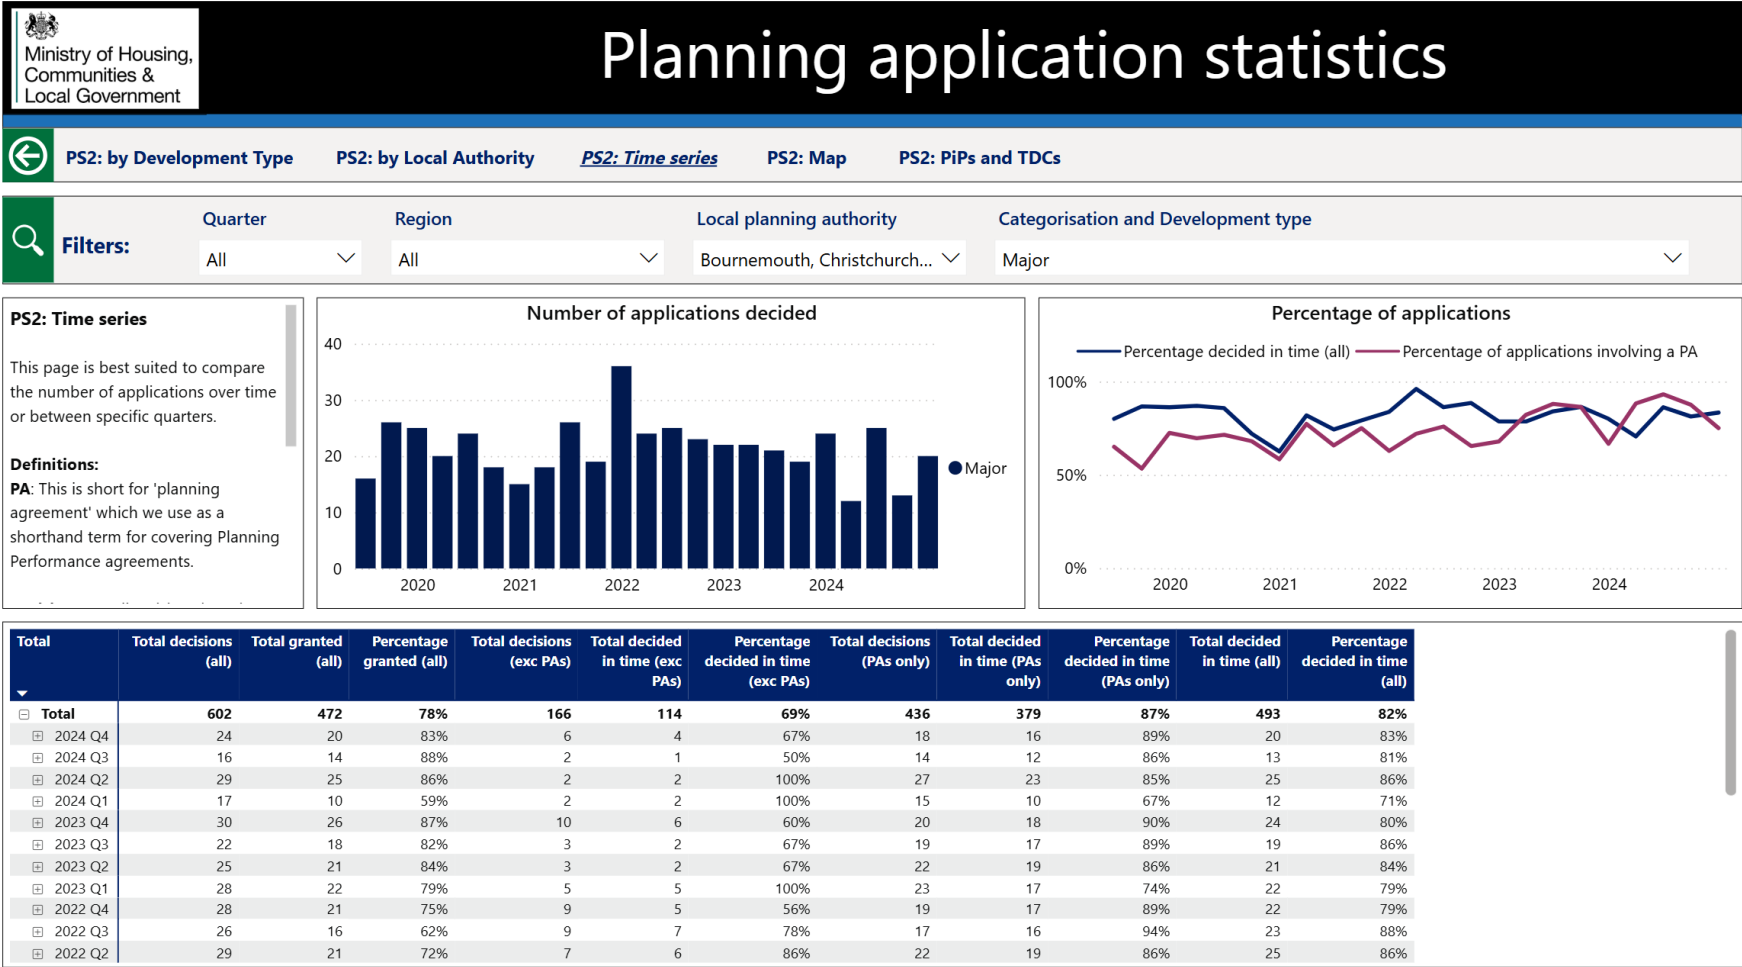 Ministry of Housing,
Communities &
Local Government
Planning application statistics
PS2: by Development Type PS2: by Local Authority PS2: Time series PS2: Map PS2: PiPs and TDCs
Filters:
Quarter Region Local planning authority Categorisation and Development type
All All Bournemouth, Christchurch... Major
PS2: Time series
This page is best suited to compare
the number of applications over time
or between specific quarters.
Definitions:
PA: This is short for 'planning
agreement' which we use as a
shorthand term for covering Planning
Performance agreements.
Number of applications decided
40
30
20
10
0
2020 2021 2022 2023 2024
Major
Percentage of applications
Percentage decided in time (all) Percentage of applications involving a PA
100%
50%
0%
2020 2021 2022 2023 2024
Total Total decisions Total granted Percentage Total decisions Total decided Percentage Total decisions Total decided Percentage Total decided Percentage
(all) (all) granted (all) (exc PAs) in time (exc decided in time (PAs only) in time (PAs decided in time in time (all) decided in time
PAs) (exc PAs) only) (PAs only) (all)
Total 602 472 78% 166 114 69% 436 379 87% 493 82%
2024 Q4 24 20 83% 6 4 67% 18 16 89% 20 83%
2024 Q3 16 14 88% 2 1 50% 14 12 86% 13 81%
2024 Q2 29 25 86% 2 2 100% 27 23 85% 25 86%
2024 Q1 17 10 59% 2 2 100% 15 10 67% 12 71%
2023 Q4 30 26 87% 10 6 60% 20 18 90% 24 80%
2023 Q3 22 18 82% 3 2 67% 19 17 89% 19 86%
2023 Q2 25 21 84% 3 2 67% 22 19 86% 21 84%
2023 Q1 28 22 79% 5 5 100% 23 17 74% 22 79%
2022 Q4 28 21 75% 9 5 56% 19 17 89% 22 79%
2022 Q3 26 16 62% 9 7 78% 17 16 94% 23 88%
2022 Q2 29 21 72% 7 6 86% 22 19 86% 25 86%